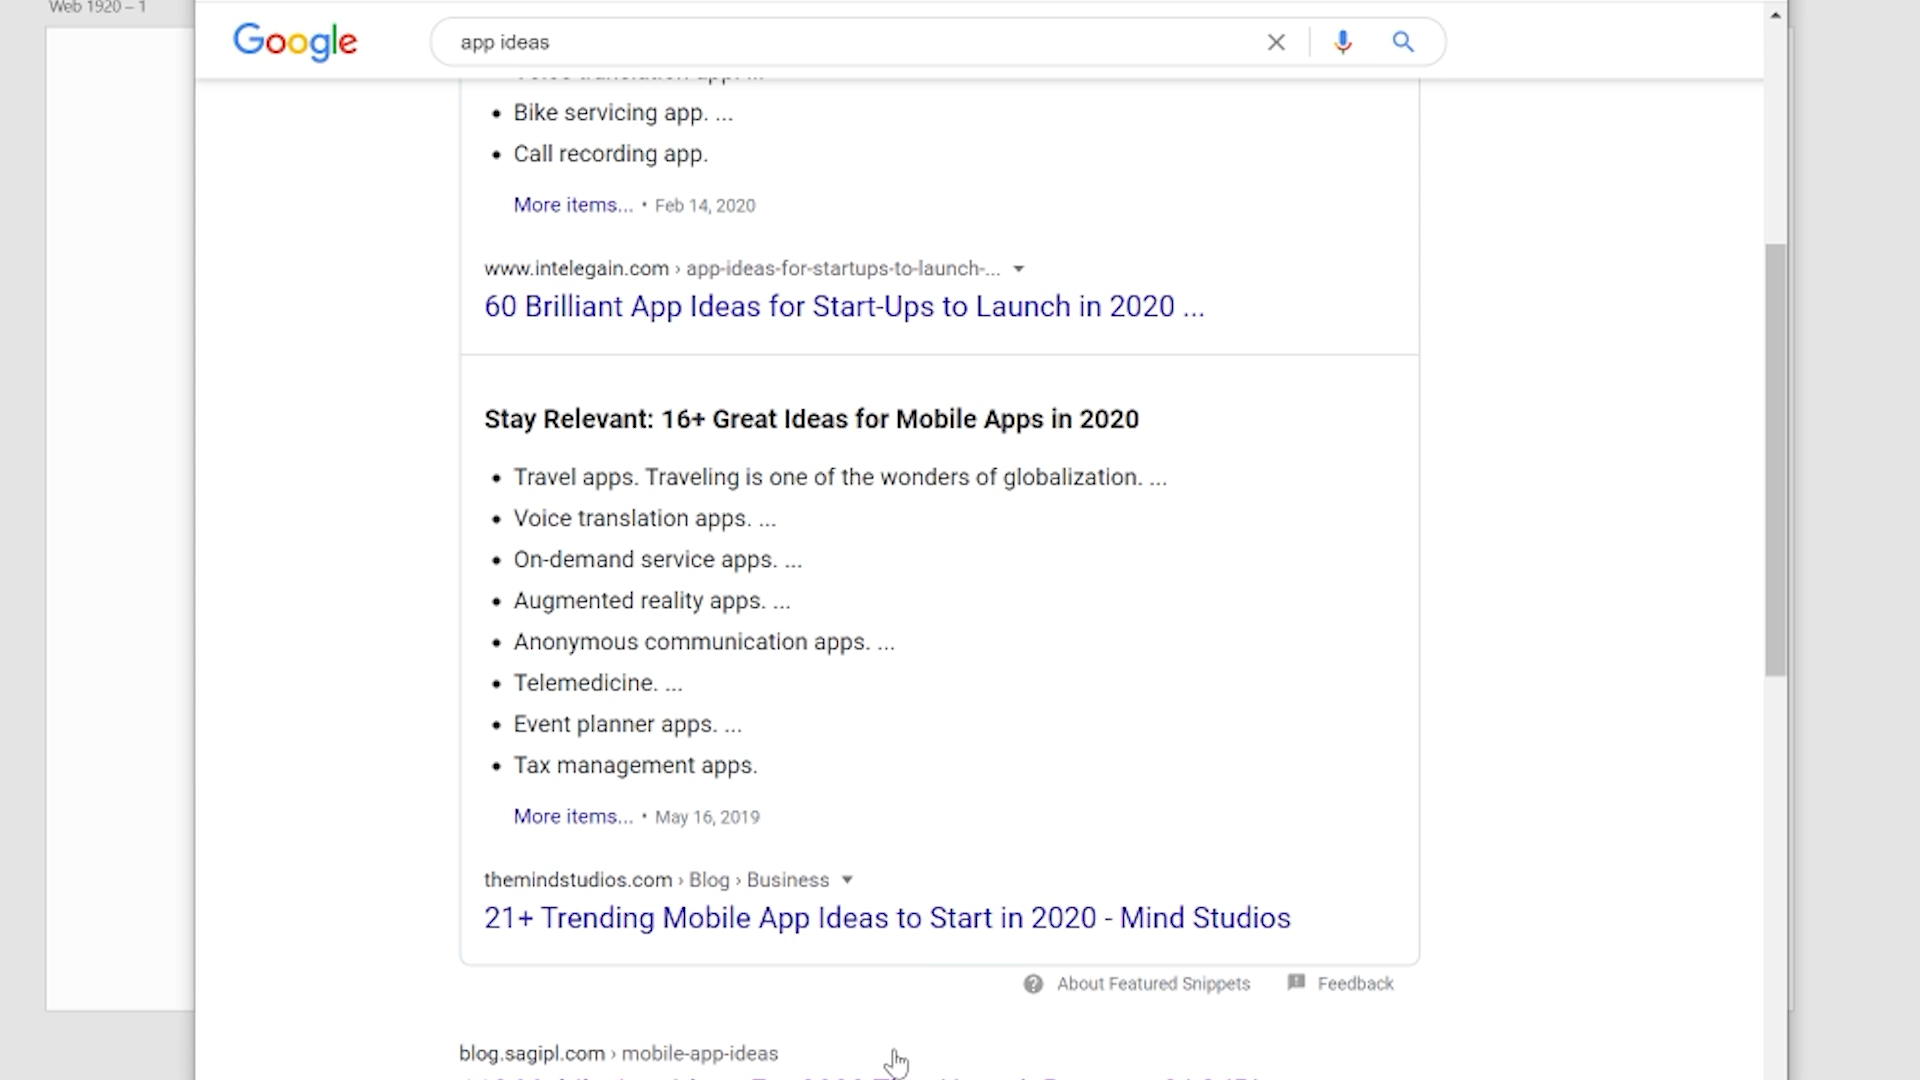 Web 1920 – 1
Google
app ideas
Voice translation app. ...
Bike servicing app. ...
Call recording app.
More items... • Feb 14, 2020
www.intelegain.com › app-ideas-for-startups-to-launch-...
60 Brilliant App Ideas for Start-Ups to Launch in 2020 ...
Stay Relevant: 16+ Great Ideas for Mobile Apps in 2020
Travel apps. Traveling is one of the wonders of globalization. ...
Voice translation apps. ...
On-demand service apps. ...
Augmented reality apps. ...
Anonymous communication apps. ...
Telemedicine. ...
Event planner apps. ...
Tax management apps.
More items... • May 16, 2019
themindstudios.com › Blog › Business
21+ Trending Mobile App Ideas to Start in 2020 - Mind Studios
About Featured Snippets
Feedback
blog.sagipl.com › mobile-app-ideas